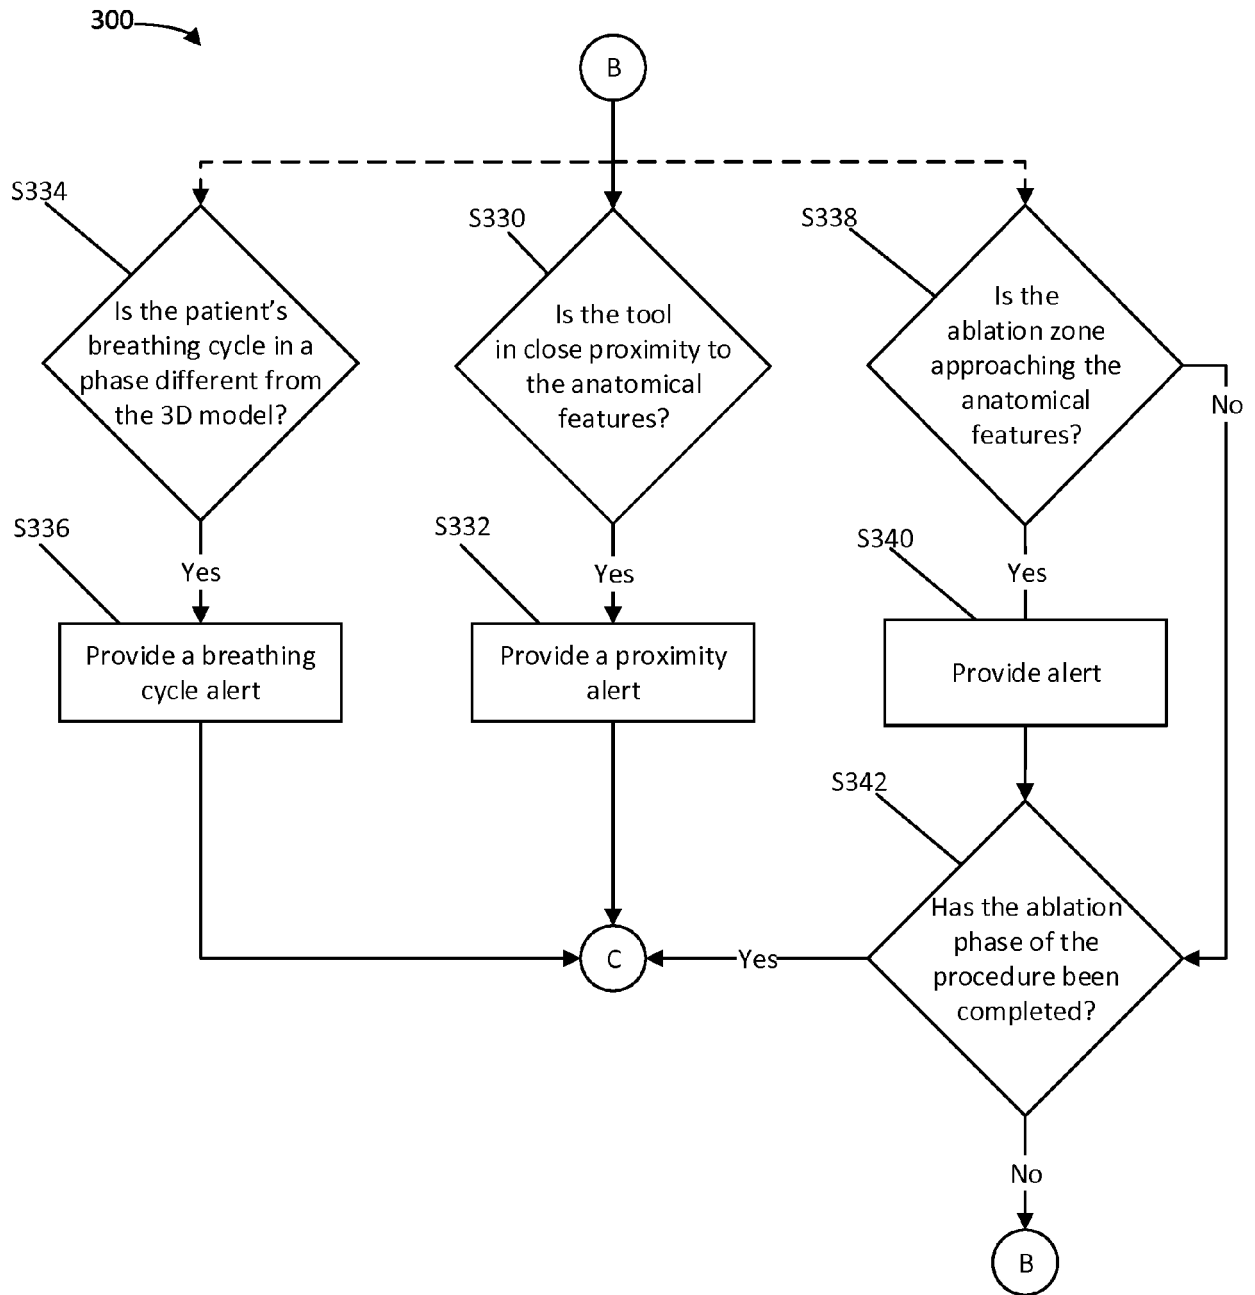 300
B
S334
S330
S338
Is the patient's
breathing cycle in a
phase different from
the 3D model?
Is the tool
in close proximity to
the anatomical
features?
Is the
ablation zone
approaching the
anatomical
features?
No
S336
S332
S340
Yes
Yes
Yes
Provide a breathing
cycle alert
Provide a proximity
alert
Provide alert
S342
Has the ablation
phase of the
procedure been
completed?
C
Yes
No
B